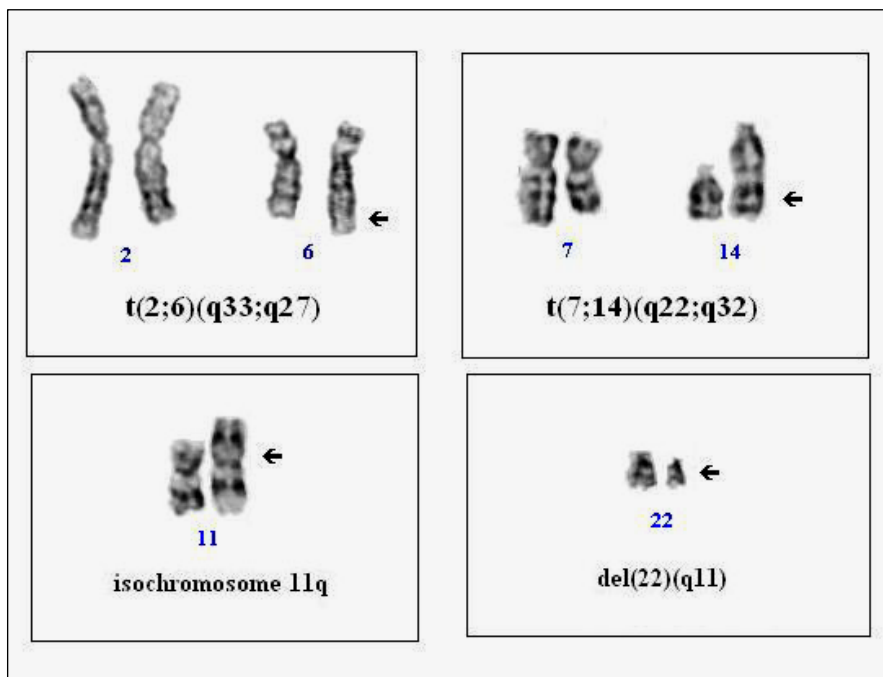 2 6
t(2;6)(q33;q27)
7 14
t(7;14)(q22;q32)
11
isochromosome 11q
22
del(22)(q11)